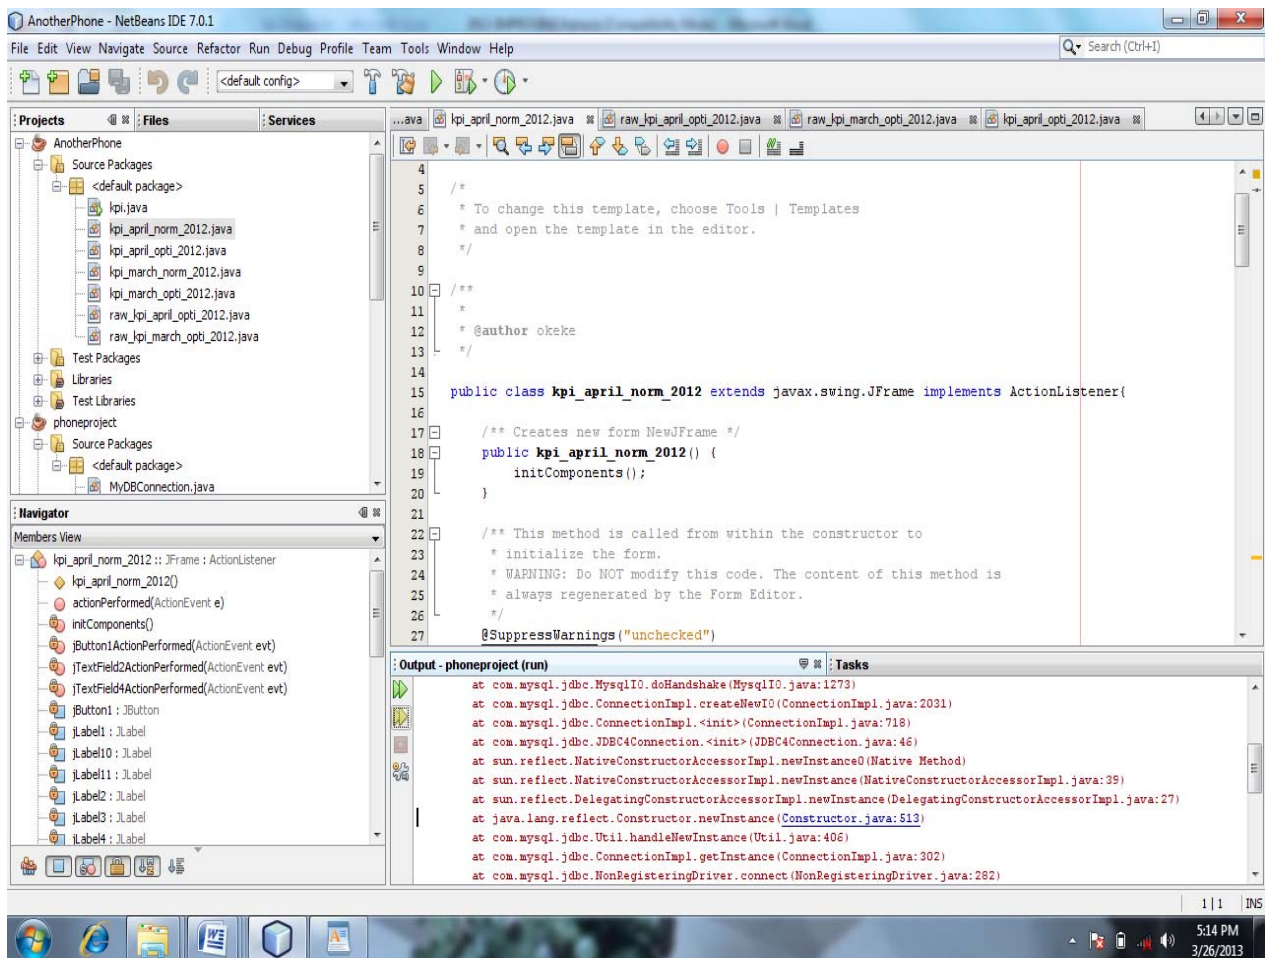 AnotherPhone - NetBeans IDE 7.0.1
File Edit View Navigate Source Refactor Run Debug Profile Team Tools Window Help
Search (Ctrl+I)
<default config>
Projects Files Services
AnotherPhone
Source Packages
<default package>
kpi.java
kpi_april_norm_2012.java
kpi_april_opti_2012.java
kpi_march_norm_2012.java
kpi_march_opti_2012.java
raw_kpi_april_opti_2012.java
raw_kpi_march_opti_2012.java
Test Packages
Libraries
Test Libraries
phoneproject
Source Packages
<default package>
MyDBConnection.java
Navigator
Members View
kpi_april_norm_2012 :: JFrame : ActionListener
kpi_april_norm_2012()
actionPerformed(ActionEvent e)
initComponents()
jButton1ActionPerformed(ActionEvent evt)
jTextField2ActionPerformed(ActionEvent evt)
jTextField4ActionPerformed(ActionEvent evt)
jButton1 : JButton
jLabel1 : JLabel
jLabel10 : JLabel
jLabel11 : JLabel
jLabel2 : JLabel
jLabel3 : JLabel
jLabel4 : JLabel
...ava kpi_april_norm_2012.java raw_kpi_april_opti_2012.java raw_kpi_march_opti_2012.java kpi_april_opti_2012.java
4
5 /*
6 * To change this template, choose Tools | Templates
7 * and open the template in the editor.
8 */
9
10 /**
11 *
12 * @author okeke
13 */
14
15 public class kpi_april_norm_2012 extends javax.swing.JFrame implements ActionListener{
16
17 /** Creates new form NewJFrame */
18 public kpi_april_norm_2012() {
19 initComponents();
20 }
21
22 /** This method is called from within the constructor to
23 * initialize the form.
24 * WARNING: Do NOT modify this code. The content of this method is
25 * always regenerated by the Form Editor.
26 */
27 @SuppressWarnings("unchecked")
Output - phoneproject (run) Tasks
at com.mysql.jdbc.MysqlIO.doHandshake(MysqlIO.java:1273)
at com.mysql.jdbc.ConnectionImpl.createNewIO(ConnectionImpl.java:2031)
at com.mysql.jdbc.ConnectionImpl.<init>(ConnectionImpl.java:718)
at com.mysql.jdbc.JDBC4Connection.<init>(JDBC4Connection.java:46)
at sun.reflect.NativeConstructorAccessorImpl.newInstance0(Native Method)
at sun.reflect.NativeConstructorAccessorImpl.newInstance(NativeConstructorAccessorImpl.java:39)
at sun.reflect.DelegatingConstructorAccessorImpl.newInstance(DelegatingConstructorAccessorImpl.java:27)
at java.lang.reflect.Constructor.newInstance(Constructor.java:513)
at com.mysql.jdbc.Util.handleNewInstance(Util.java:406)
at com.mysql.jdbc.ConnectionImpl.getInstance(ConnectionImpl.java:302)
at com.mysql.jdbc.NonRegisteringDriver.connect(NonRegisteringDriver.java:282)
1 | 1 INS
5:14 PM
3/26/2013